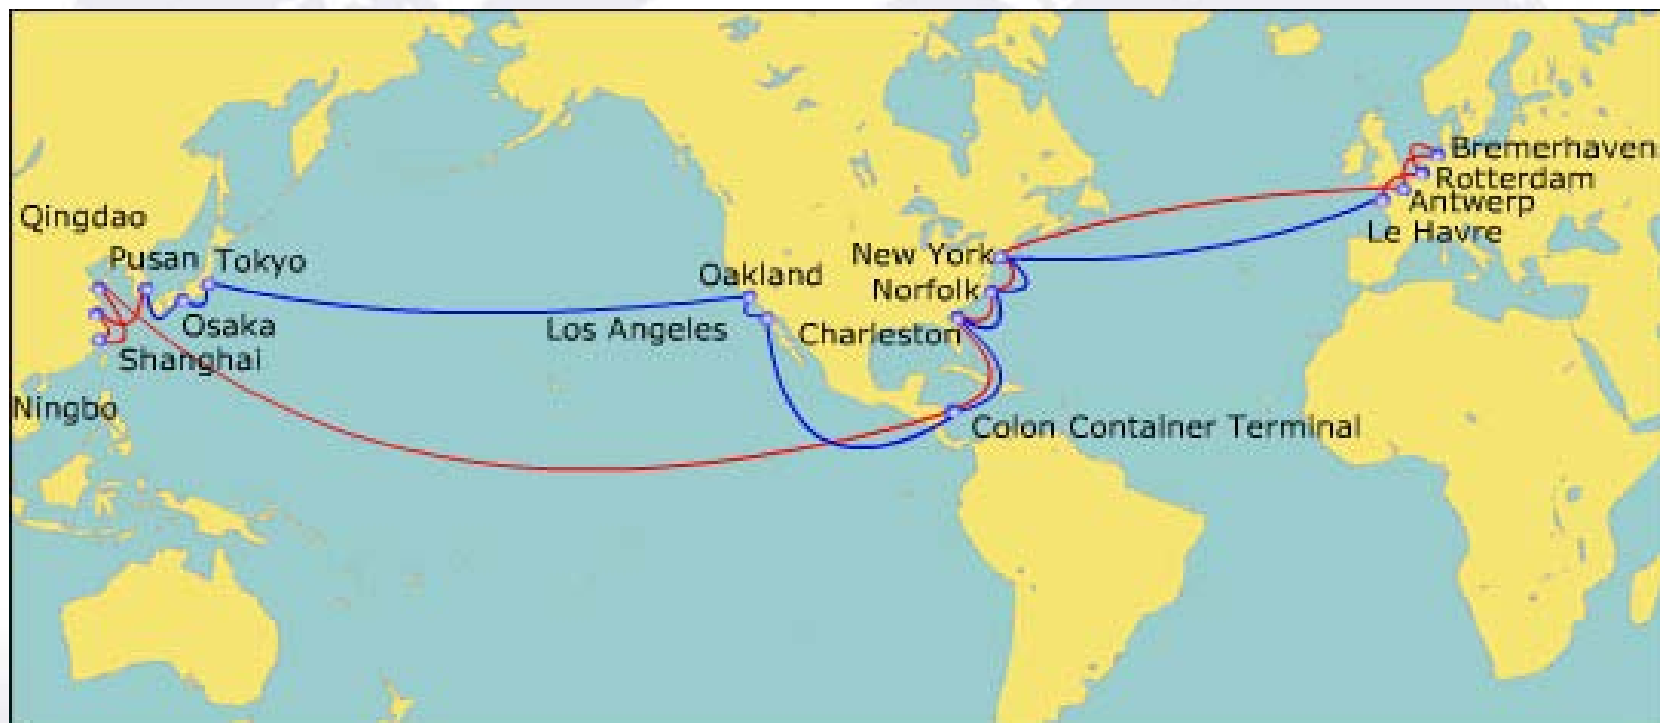 Bremerhaven
Rotterdam
Antwerp
Le Havre
Qingdao
Pusan
Tokyo
New York
Oakland
Norfolk
Osaka
Los Angeles
Charleston
Shanghai
Ningbo
Colon Container Terminal